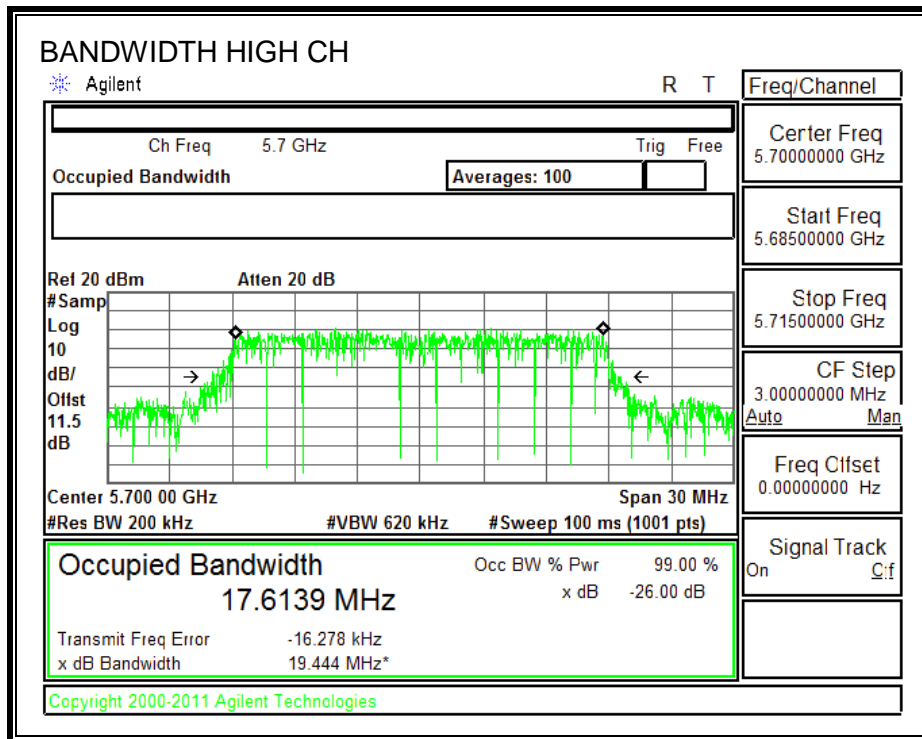 BANDWIDTH HIGH CH
Agilent R T
Freq/Channel
Ch Freq 5.7 GHz Trig Free
Occupied Bandwidth Averages: 100
Center Freq
5.70000000 GHz
Start Freq
5.68500000 GHz
Stop Freq
5.71500000 GHz
CF Step
3.00000000 MHz
Auto Man
Freq Offset
0.00000000 Hz
Signal Track
On Off
Ref 20 dBm Atten 20 dB
#Samp
Log
10
dB/
Offst
11.5
dB
Center 5.700 00 GHz Span 30 MHz
#Res BW 200 kHz #VBW 620 kHz #Sweep 100 ms (1001 pts)
Occupied Bandwidth
17.6139 MHz
Occ BW % Pwr 99.00 %
x dB -26.00 dB
Transmit Freq Error -16.278 kHz
x dB Bandwidth 19.444 MHz*
Copyright 2000-2011 Agilent Technologies